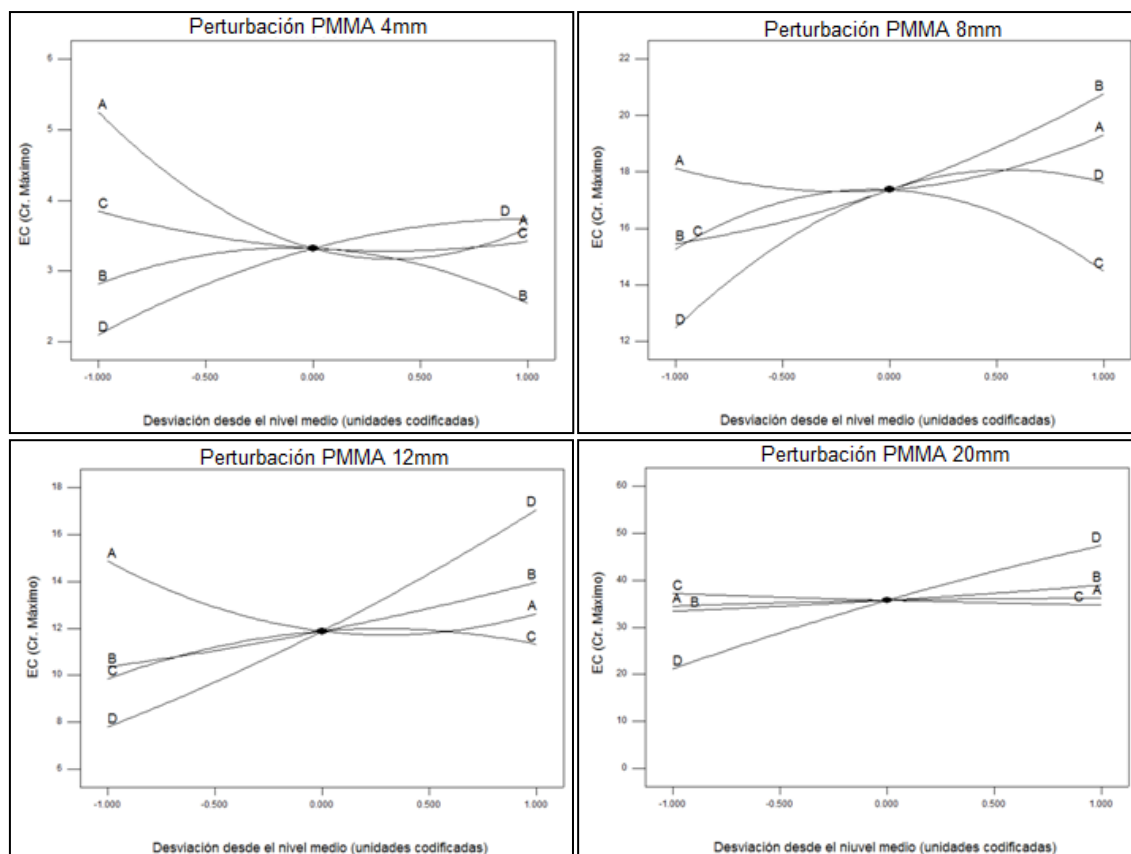 Perturbación PMMA 4mm
EC (Cr. Máximo)
6
5
4
3
2
A
C
B
D
D
A
C
B
-1.000
-0.500
0.000
0.500
1.000
Desviación desde el nivel medio (unidades codificadas)
Perturbación PMMA 8mm
EC (Cr. Máximo)
22
20
18
16
14
12
A
B
C
D
B
A
D
C
-1.000
-0.500
0.000
0.500
1.000
Desviación desde el nivel medio (unidades codificadas)
Perturbación PMMA 12mm
EC (Cr. Máximo)
18
16
14
12
10
8
6
A
B
C
D
D
B
A
C
-1.000
-0.500
0.000
0.500
1.000
Desviación desde el nivel medio (unidades codificadas)
Perturbación PMMA 20mm
EC (Cr. Máximo)
60
50
40
30
20
10
0
C
A
B
D
D
B
A
C
-1.000
-0.500
0.000
0.500
1.000
Desviación desde el niuvel medio (unidades codificadas)